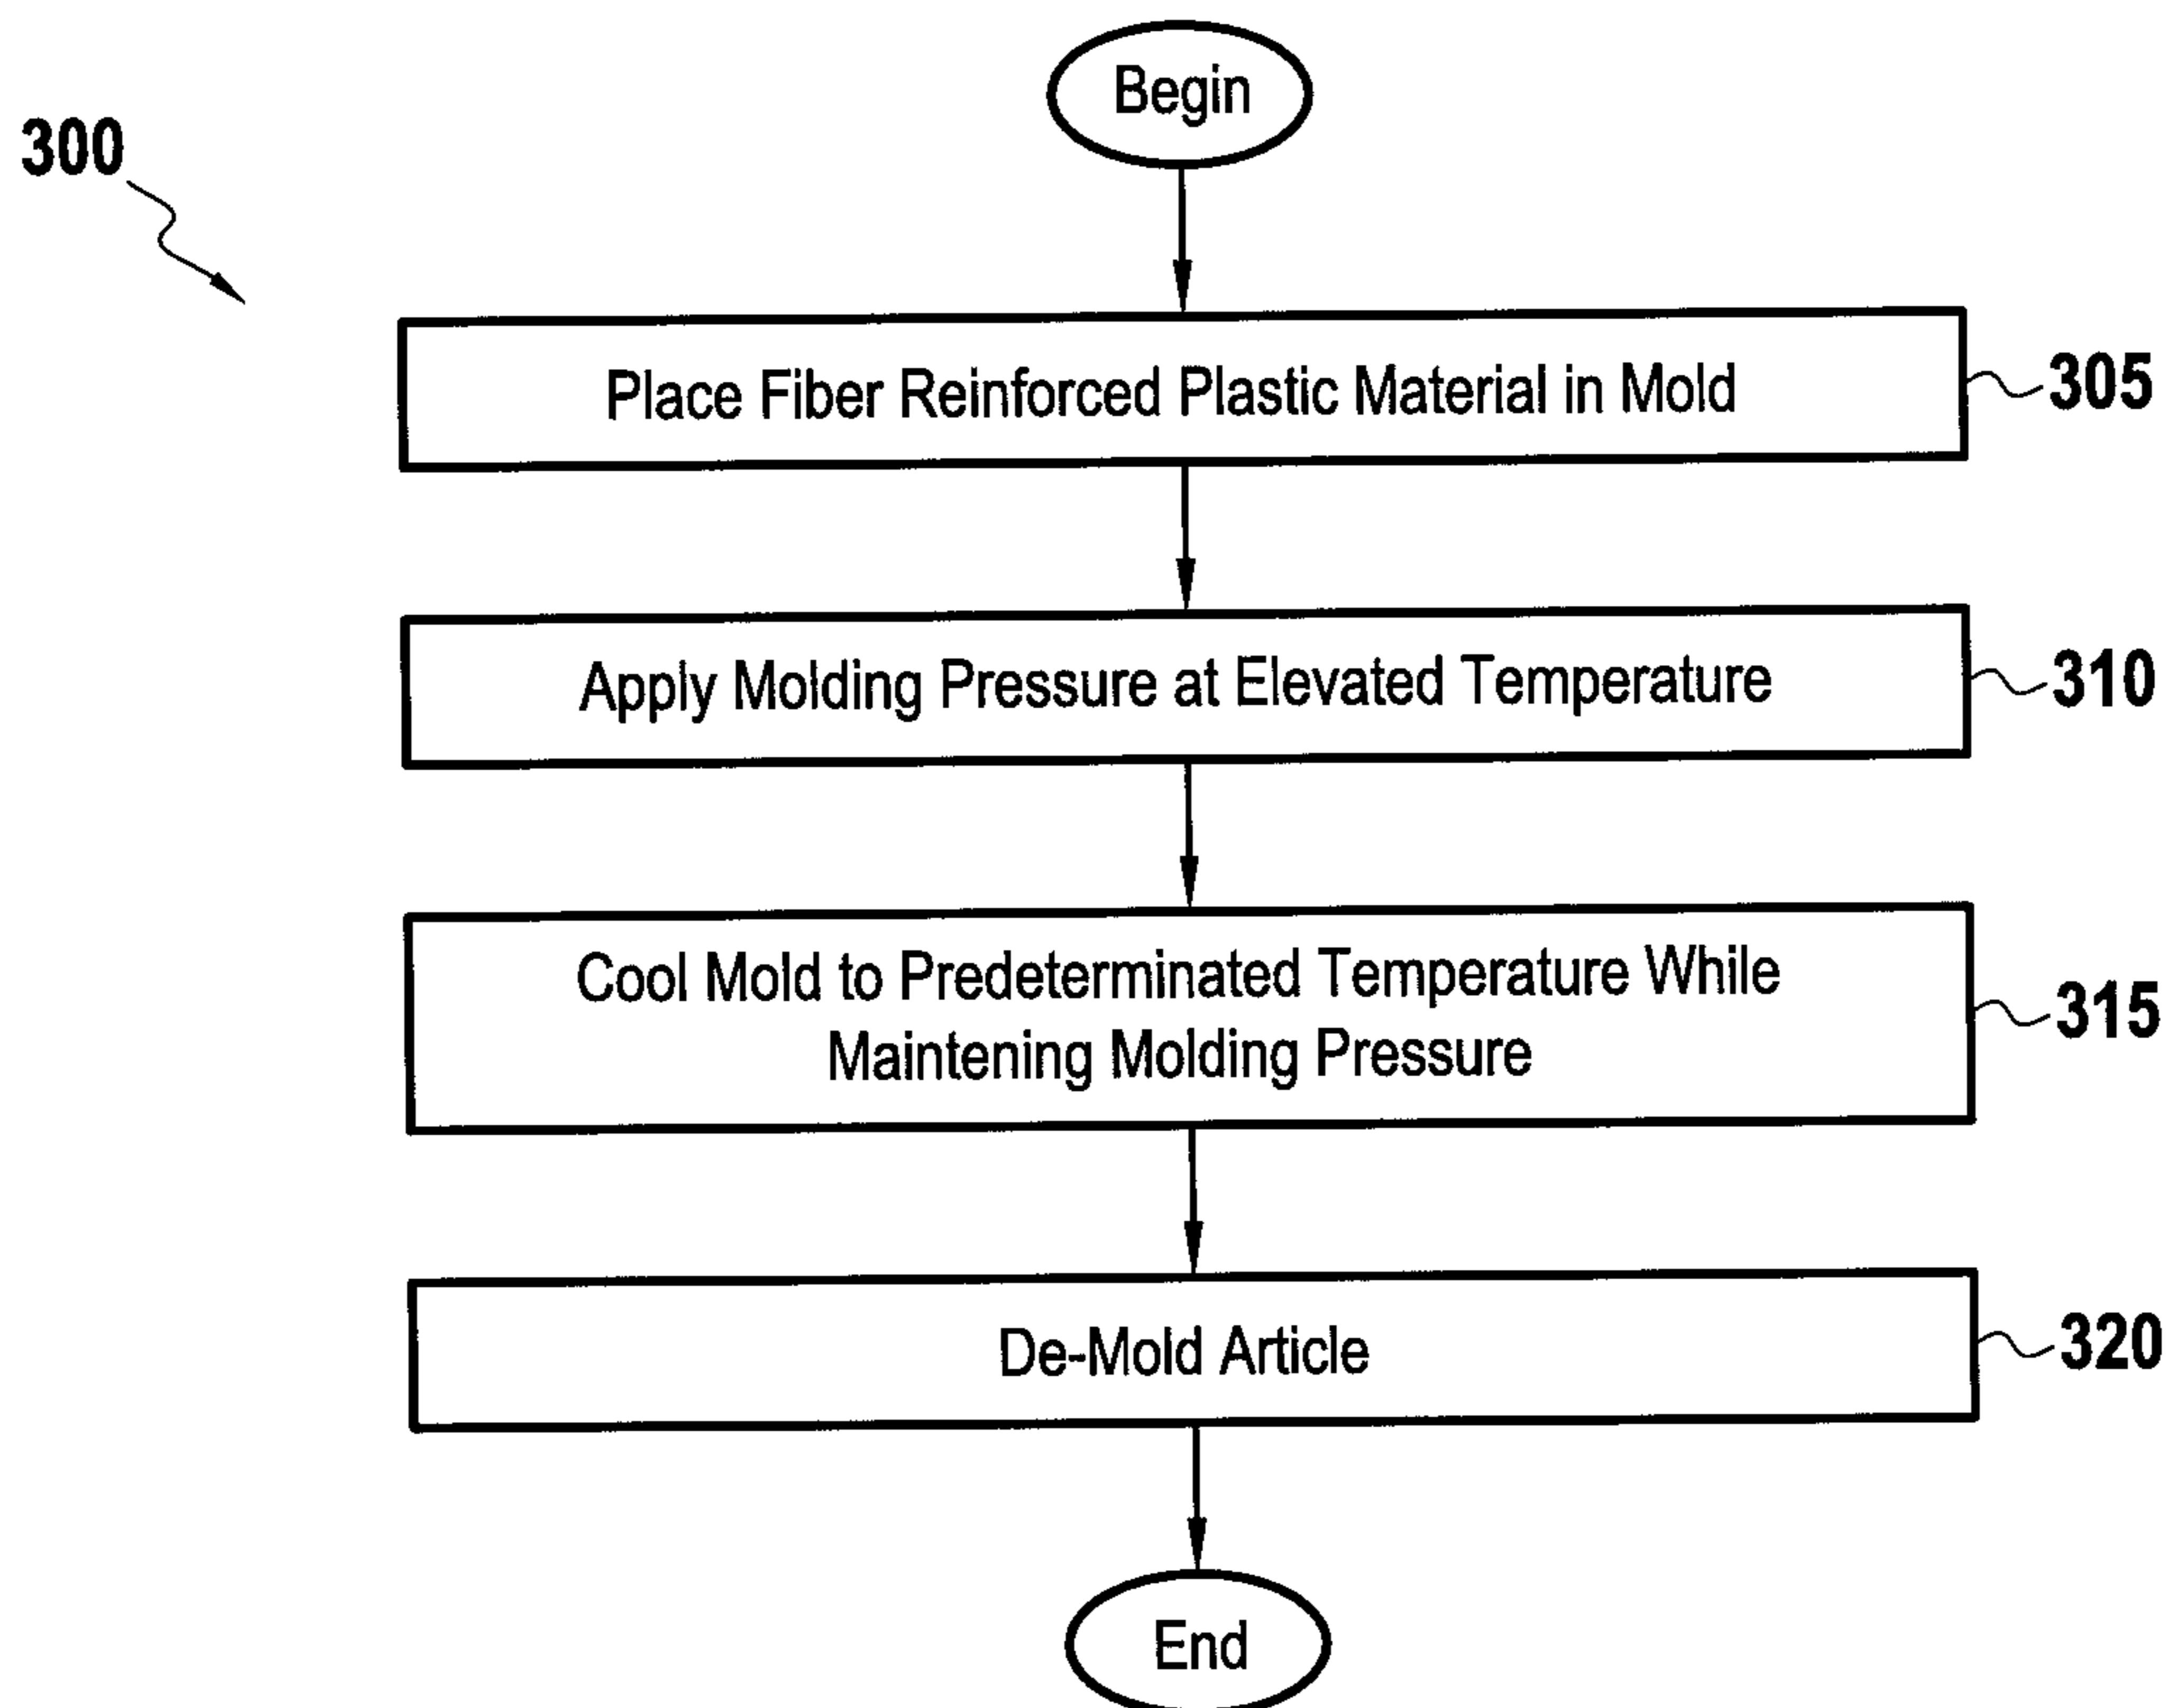 Begin
300
Place Fiber Reinforced Plastic Material in Mold
305
Apply Molding Pressure at Elevated Temperature
310
Cool Mold to Predeterminated Temperature While
Maintening Molding Pressure
315
De-Mold Article
320
End